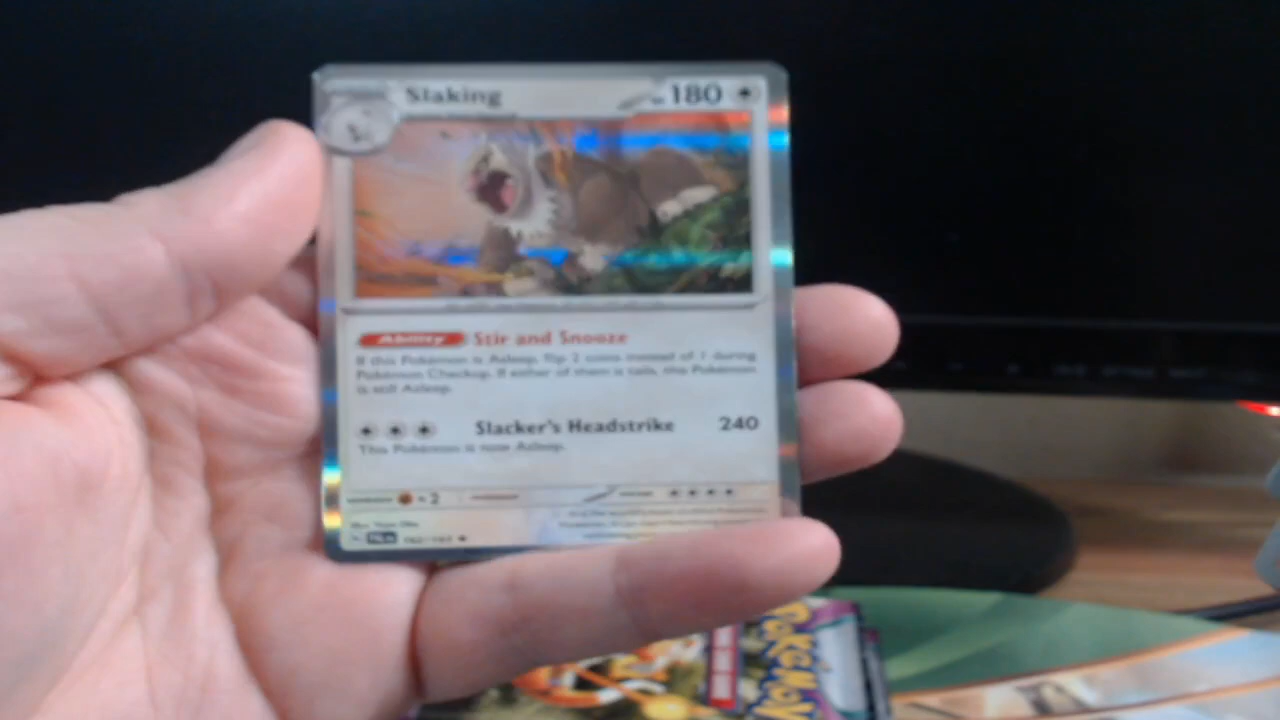 Slaking 180
Ability Stir and Snooze
If this Pokémon is Asleep, flip 2 coins instead of 1 during
Pokémon Checkup. If either of them is tails, this Pokémon
is still Asleep.
Slacker's Headstrike 240
This Pokémon is now Asleep.
×2
POKÉMON